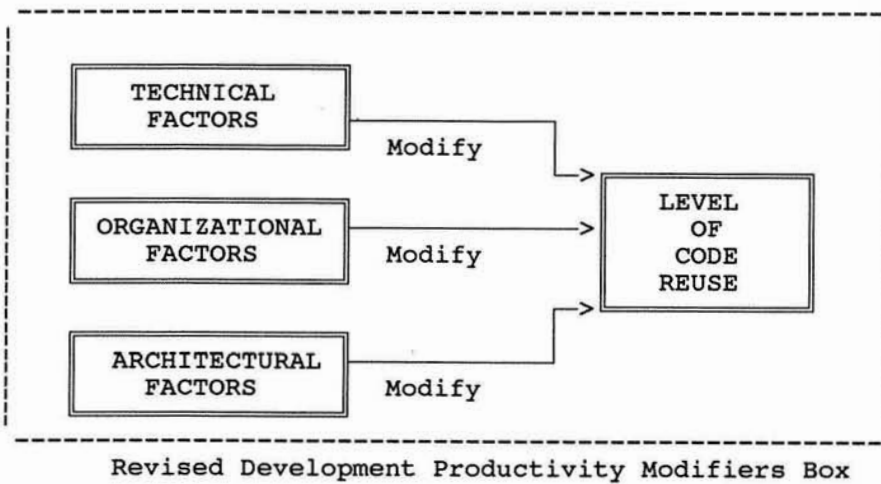 TECHNICAL
FACTORS
Modify
ORGANIZATIONAL
FACTORS
Modify
ARCHITECTURAL
FACTORS
Modify
LEVEL
OF
CODE
REUSE
Revised Development Productivity Modifiers Box